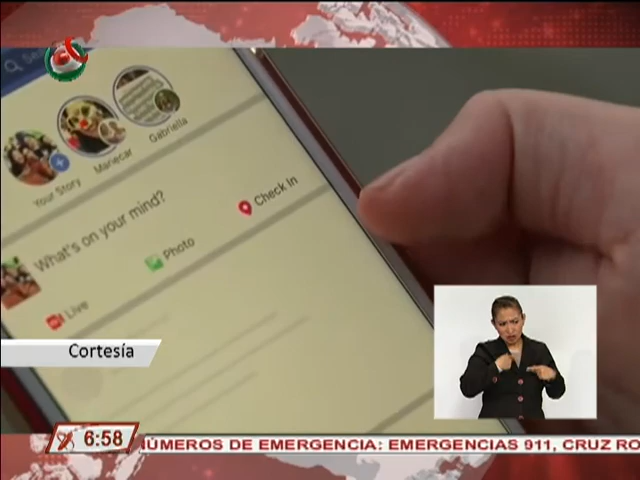 Gabriella
Manecar
Your Story
What's on your mind?
Check In
Photo
Live
Cortesía
6:58
NÚMEROS DE EMERGENCIA: EMERGENCIAS 911, CRUZ RO